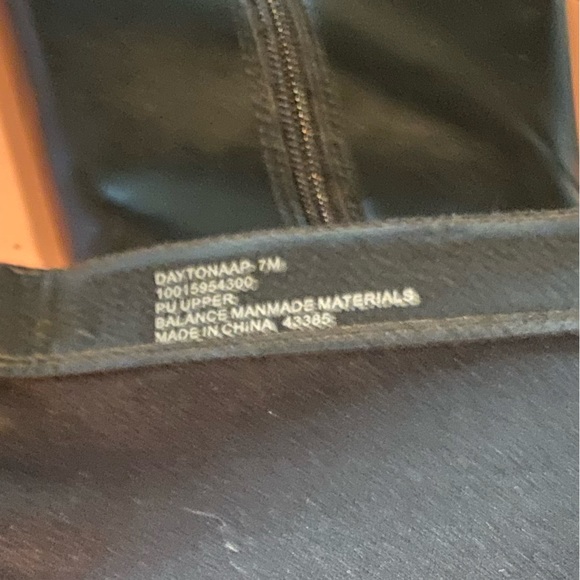 DAYTONAAP 7M
10015954300
PU UPPER
BALANCE MANMADE MATERIALS
MADE IN CHINA 43385